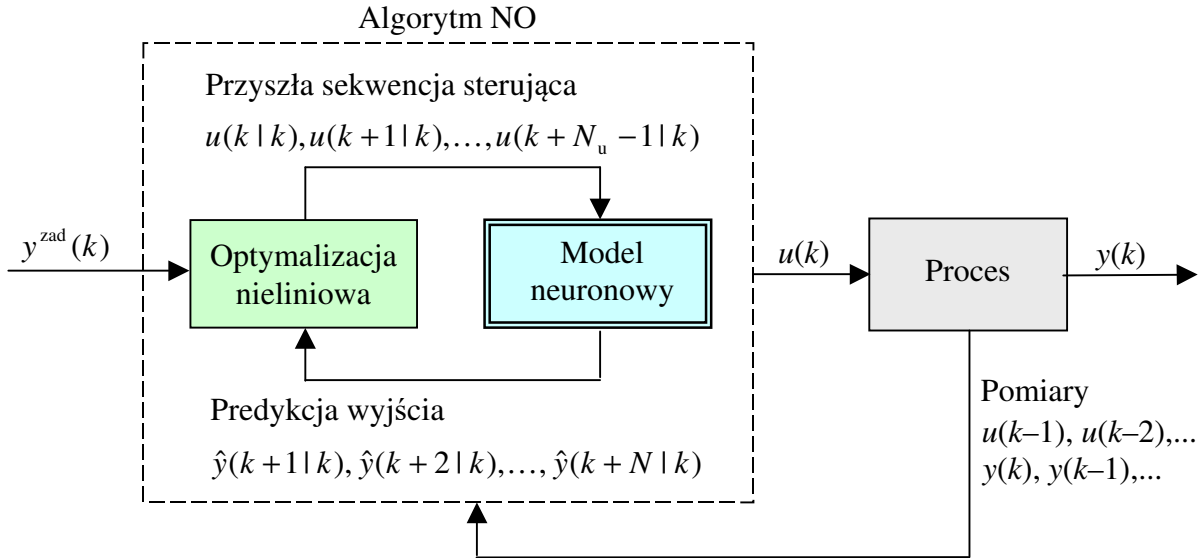 Algorytm NO
Przyszła sekwencja sterująca
u(k | k), u(k + 1 | k),…, u(k + N_u − 1 | k)
y^zad(k)
Optymalizacja
nieliniowa
Model
neuronowy
u(k)
Proces
y(k)
Predykcja wyjścia
ŷ(k + 1 | k), ŷ(k + 2 | k),…, ŷ(k + N | k)
Pomiary
u(k–1), u(k–2),...
y(k), y(k–1),...